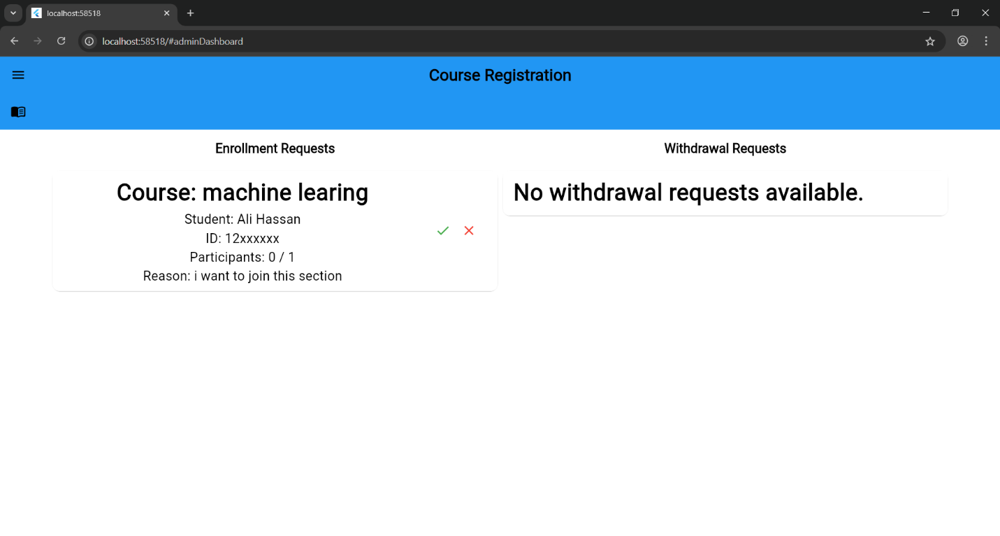 localhost:58518
localhost:58518/#adminDashboard
Course Registration
Enrollment Requests
Withdrawal Requests
Course: machine learing
Student: Ali Hassan
ID: 12xxxxxx
Participants: 0 / 1
Reason: i want to join this section
No withdrawal requests available.